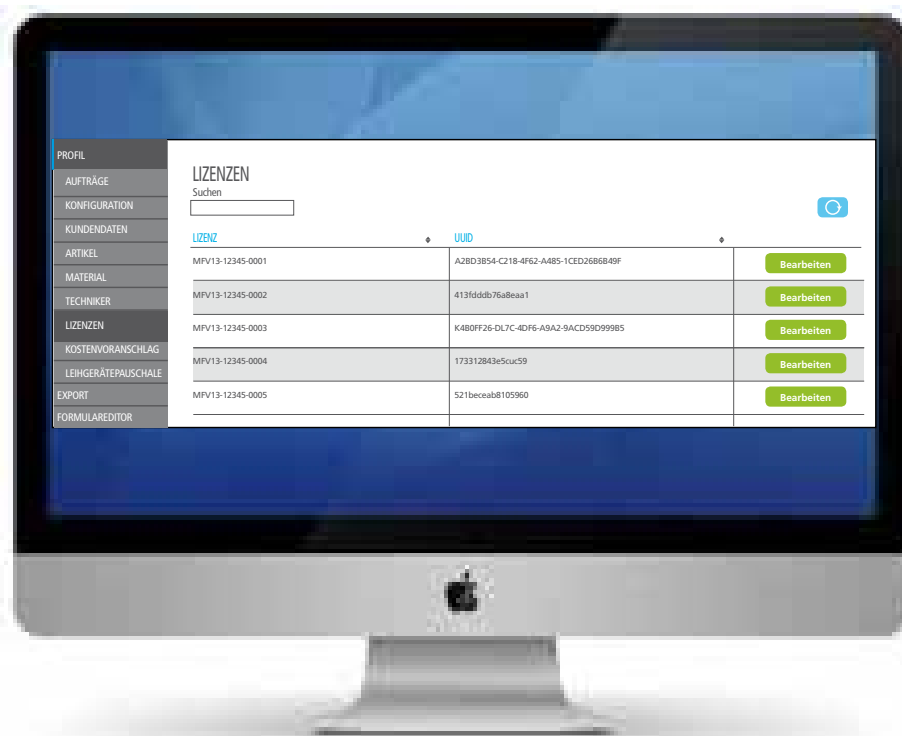 PROFIL
AUFTRÄGE
KONFIGURATION
KUNDENDATEN
ARTIKEL
MATERIAL
TECHNIKER
LIZENZEN
KOSTENVORANSCHLAG
LEIHGERÄTEPAUSCHALE
EXPORT
FORMULAREDITOR
LIZENZEN
Suchen
LIZENZ UUID
MFV13-12345-0001 A2BD3B54-C218-4F62-A485-1CED26B6B49F Bearbeiten
MFV13-12345-0002 413fdddb76a8eaa1 Bearbeiten
MFV13-12345-0003 K4B0FF26-DL7C-4DF6-A9A2-9ACD59D999B5 Bearbeiten
MFV13-12345-0004 173312843e5cuc59 Bearbeiten
MFV13-12345-0005 521beceab8105960 Bearbeiten